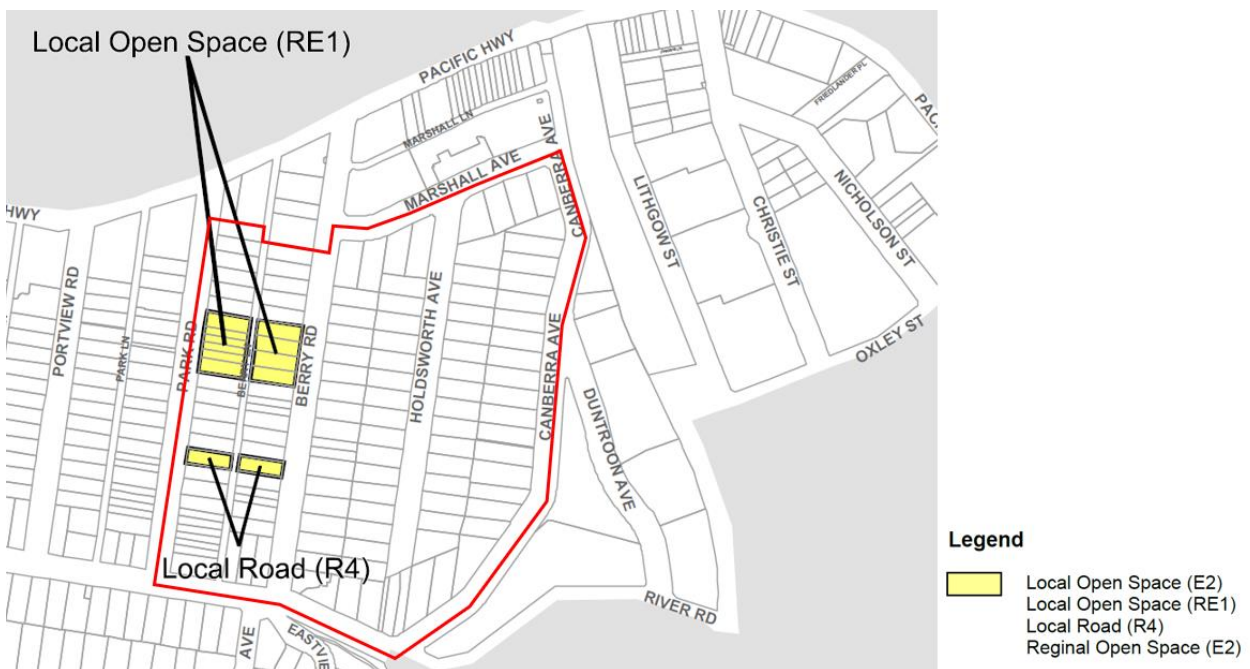 Local Open Space (RE1)
PACIFIC HWY
MARSHALL LN
MARSHALL AVE
CANBERRA AVE
FRIEDLANDER PL
HWY
PORTVIEW RD
PARK LN
PARK RD
BERRY RD
HOLDSWORTH AVE
CANBERRA AVE
LITHGOW ST
CHRISTIE ST
NICHOLSON ST
OXLEY ST
DUNTROON AVE
Local Road (R4)
RIVER RD
AVE
Legend
Local Open Space (E2)
Local Open Space (RE1)
Local Road (R4)
Reginal Open Space (E2)